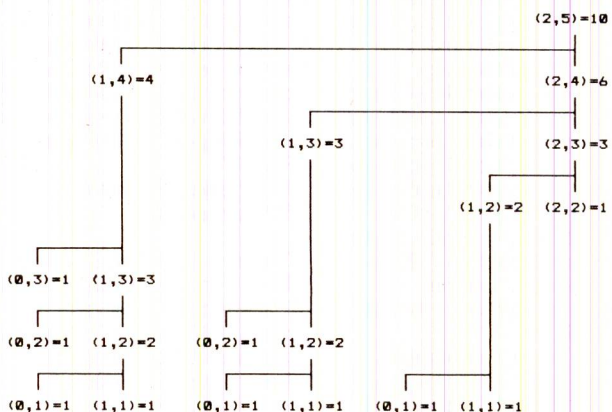 (2,5)=10
(1,4)=4 (2,4)=6
(1,3)=3 (2,3)=3
(1,2)=2 (2,2)=1
(0,3)=1 (1,3)=3
(0,2)=1 (1,2)=2 (0,2)=1 (1,2)=2
(0,1)=1 (1,1)=1 (0,1)=1 (1,1)=1 (0,1)=1 (1,1)=1